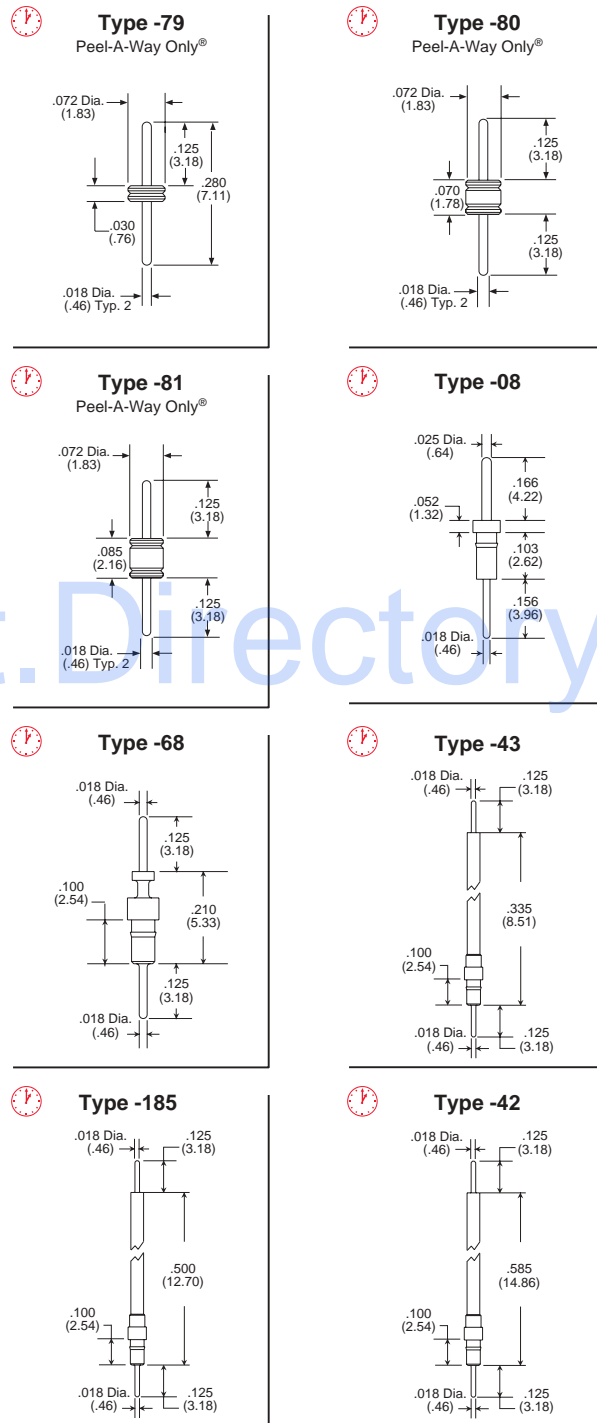 Type -79
Peel-A-Way Only®
.072 Dia.
(1.83)
.125
(3.18)
.280
(7.11)
.030
(.76)
.018 Dia.
(.46) Typ. 2
Type -80
Peel-A-Way Only®
.072 Dia.
(1.83)
.125
(3.18)
.070
(1.78)
.125
(3.18)
.018 Dia.
(.46) Typ. 2
Type -81
Peel-A-Way Only®
.072 Dia.
(1.83)
.125
(3.18)
.085
(2.16)
.125
(3.18)
.018 Dia.
(.46) Typ. 2
Type -08
.025 Dia.
(.64)
.166
(4.22)
.052
(1.32)
.103
(2.62)
.156
(3.96)
.018 Dia.
(.46)
t.Directory
Type -68
.018 Dia.
(.46)
.125
(3.18)
.100
(2.54)
.210
(5.33)
.125
(3.18)
.018 Dia.
(.46)
Type -43
.018 Dia.
(.46)
.125
(3.18)
.335
(8.51)
.100
(2.54)
.018 Dia.
(.46)
.125
(3.18)
Type -185
.018 Dia.
(.46)
.125
(3.18)
.500
(12.70)
.100
(2.54)
.018 Dia.
(.46)
.125
(3.18)
Type -42
.018 Dia.
(.46)
.125
(3.18)
.585
(14.86)
.100
(2.54)
.018 Dia.
(.46)
.125
(3.18)